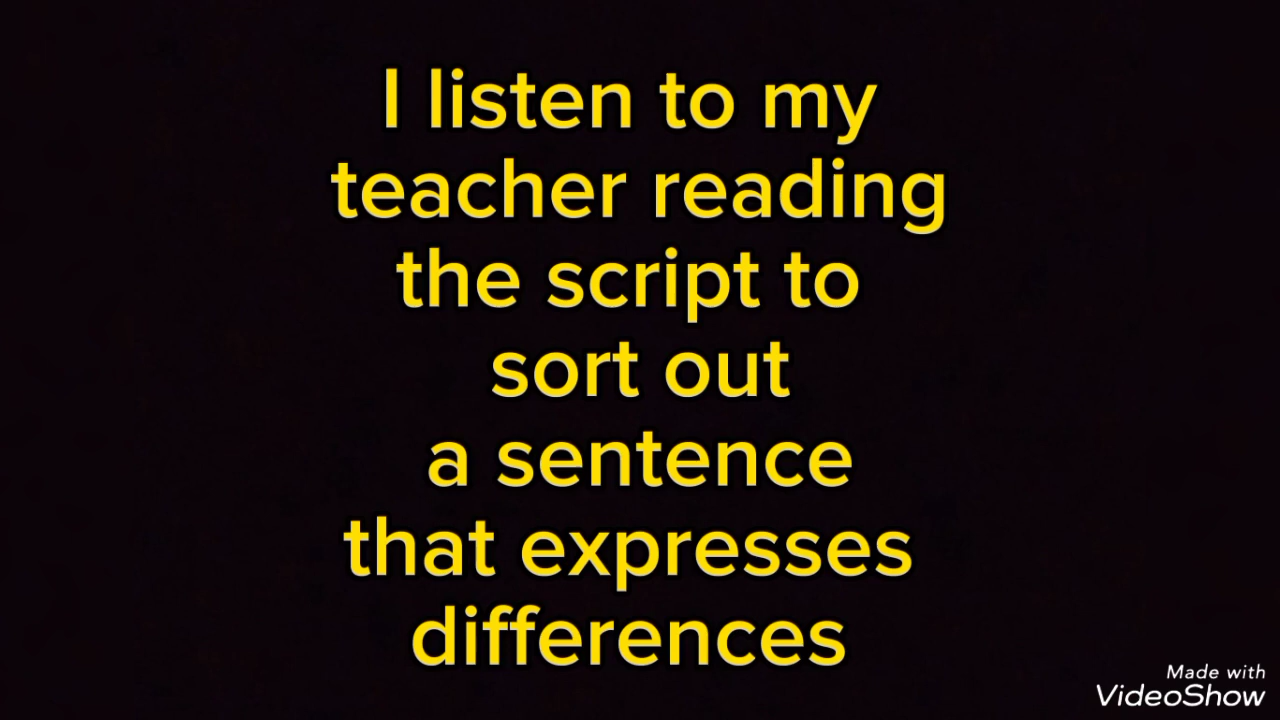 I listen to my
teacher reading
the script to
sort out
a sentence
that expresses
differences
Made with
VideoShow